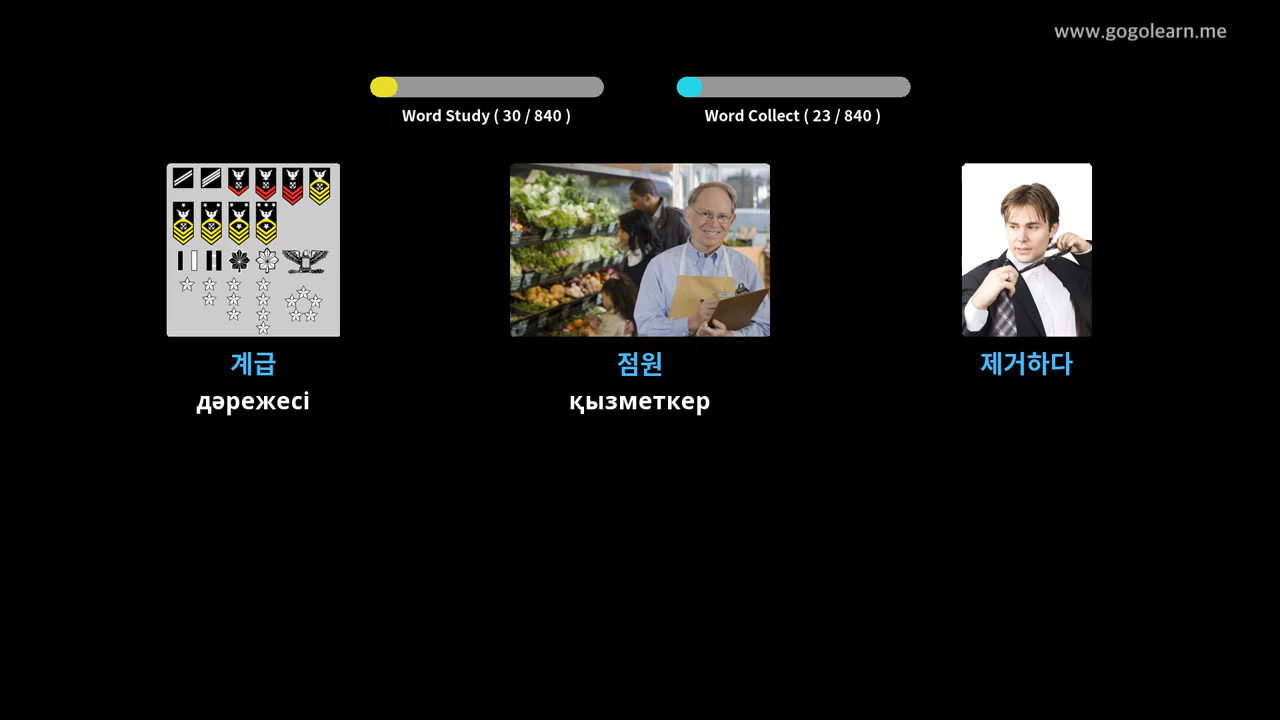 www.gogolearn.me
Word Study ( 30 / 840 )
Word Collect ( 23 / 840 )
계급
дәрежесі
점원
қызметкер
제거하다